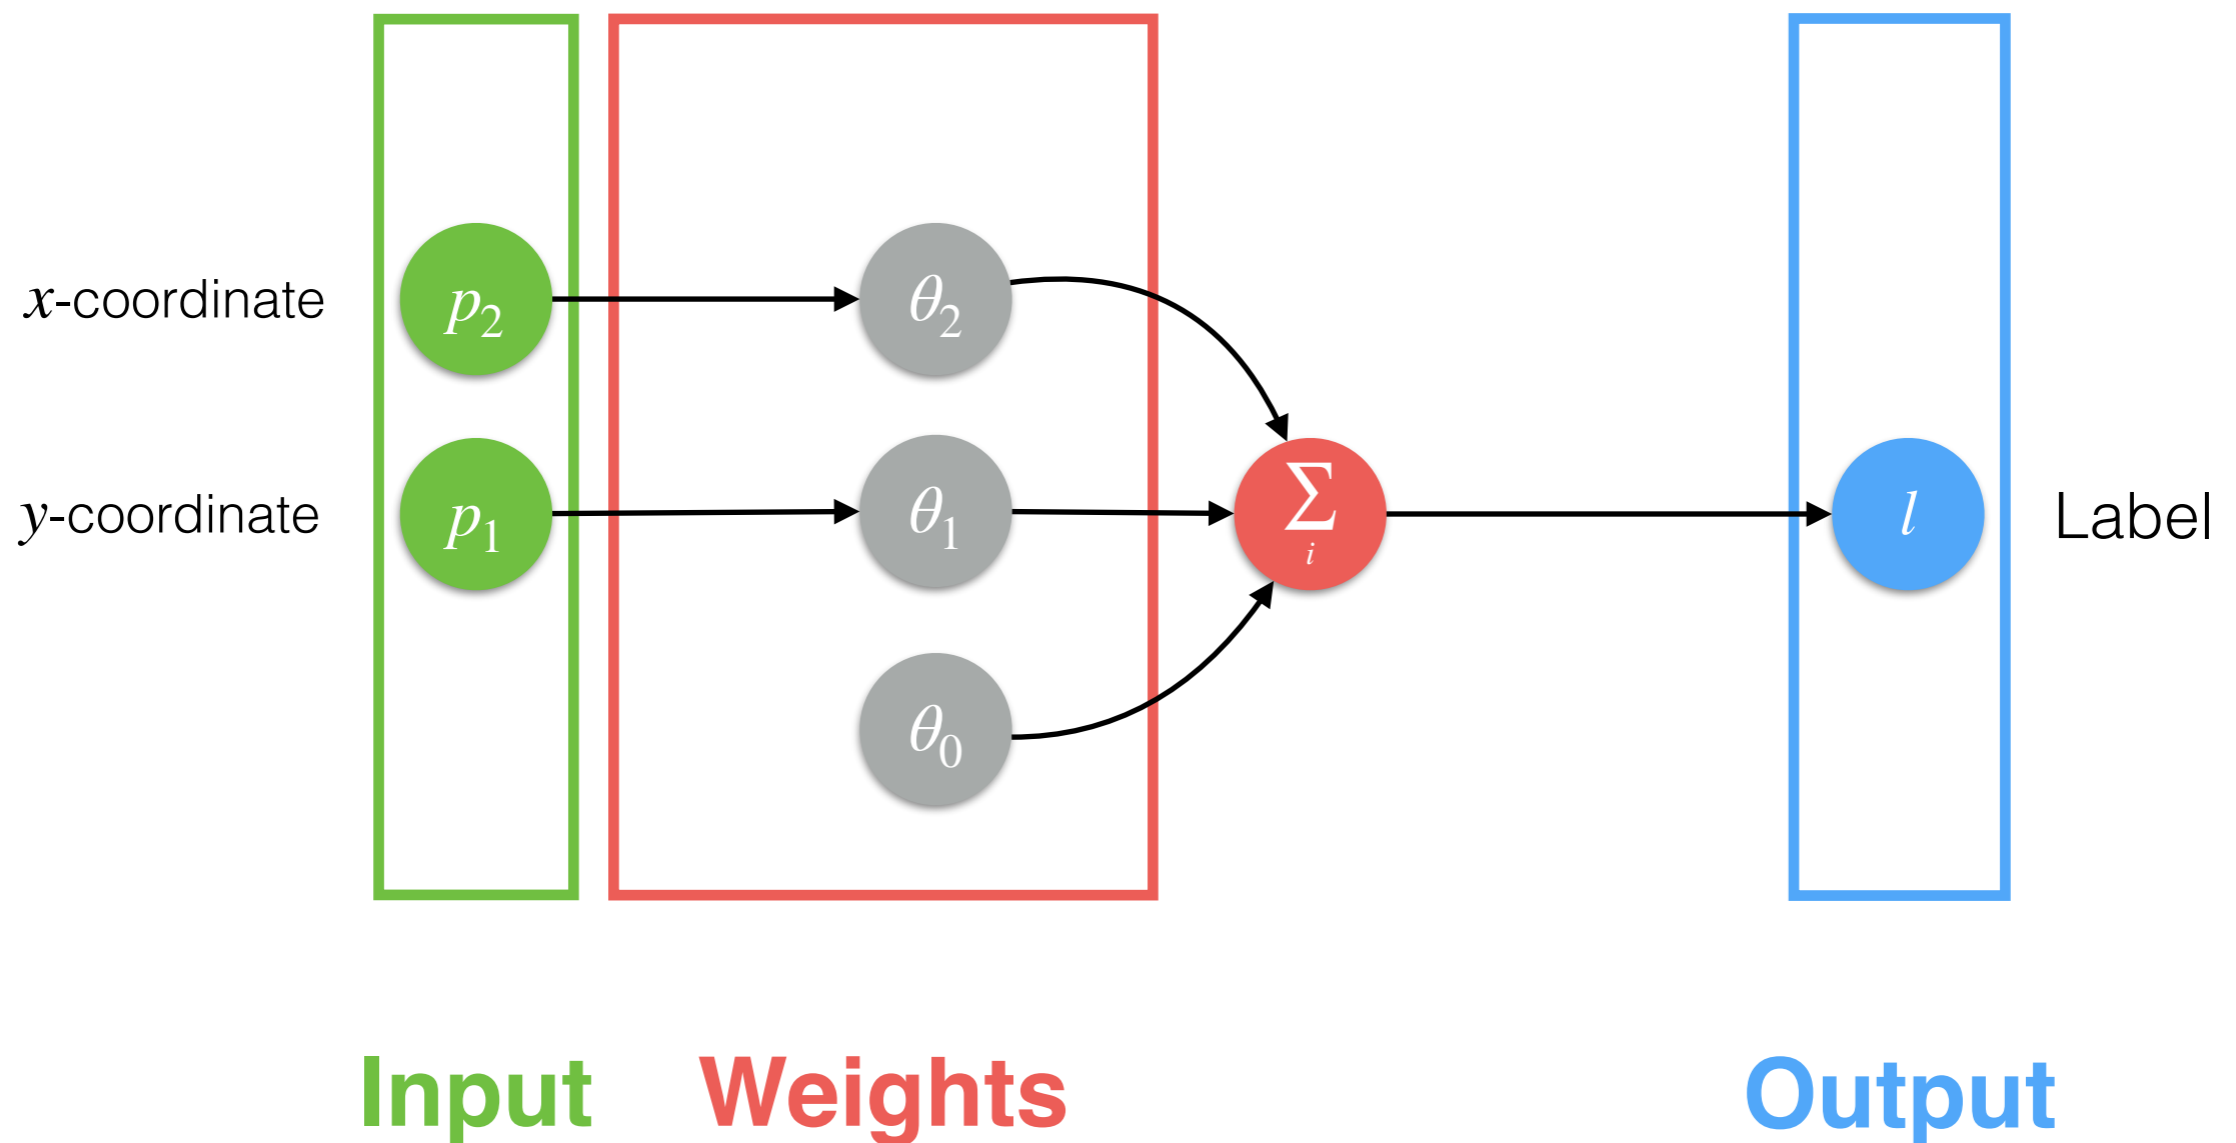 x-coordinate p₂ θ₂
y-coordinate p₁ θ₁ Σ i l Label
θ₀
Input Weights Output